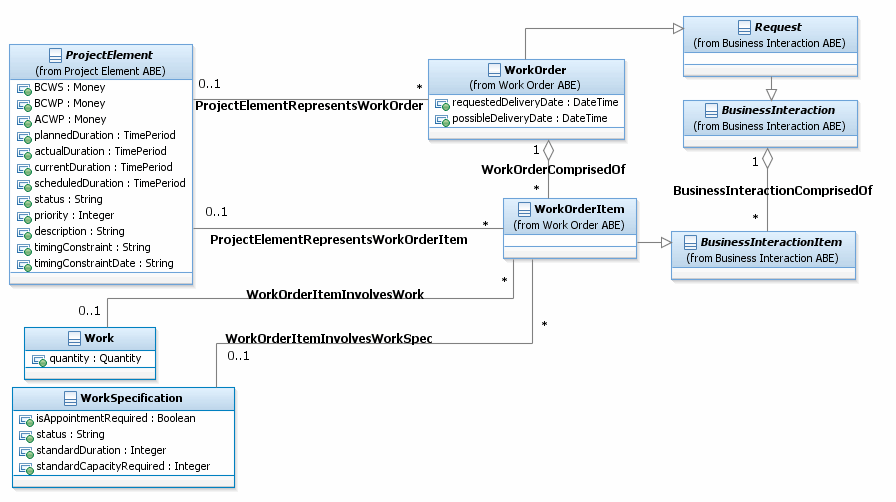 ProjectElement
(from Project Element ABE)
BCWS : Money
BCWP : Money
ACWP : Money
plannedDuration : TimePeriod
actualDuration : TimePeriod
currentDuration : TimePeriod
scheduledDuration : TimePeriod
status : String
priority : Integer
description : String
timingConstraint : String
timingConstraintDate : String
0..1
*
ProjectElementRepresentsWorkOrder
WorkOrder
(from Work Order ABE)
requestedDeliveryDate : DateTime
possibleDeliveryDate : DateTime
Request
(from Business Interaction ABE)
BusinessInteraction
(from Business Interaction ABE)
1
WorkOrderComprisedOf
*
1
BusinessInteractionComprisedOf
*
0..1
*
ProjectElementRepresentsWorkOrderItem
WorkOrderItem
(from Work Order ABE)
BusinessInteractionItem
(from Business Interaction ABE)
*
WorkOrderItemInvolvesWork
0..1
*
WorkOrderItemInvolvesWorkSpec
0..1
Work
quantity : Quantity
WorkSpecification
isAppointmentRequired : Boolean
status : String
standardDuration : Integer
standardCapacityRequired : Integer